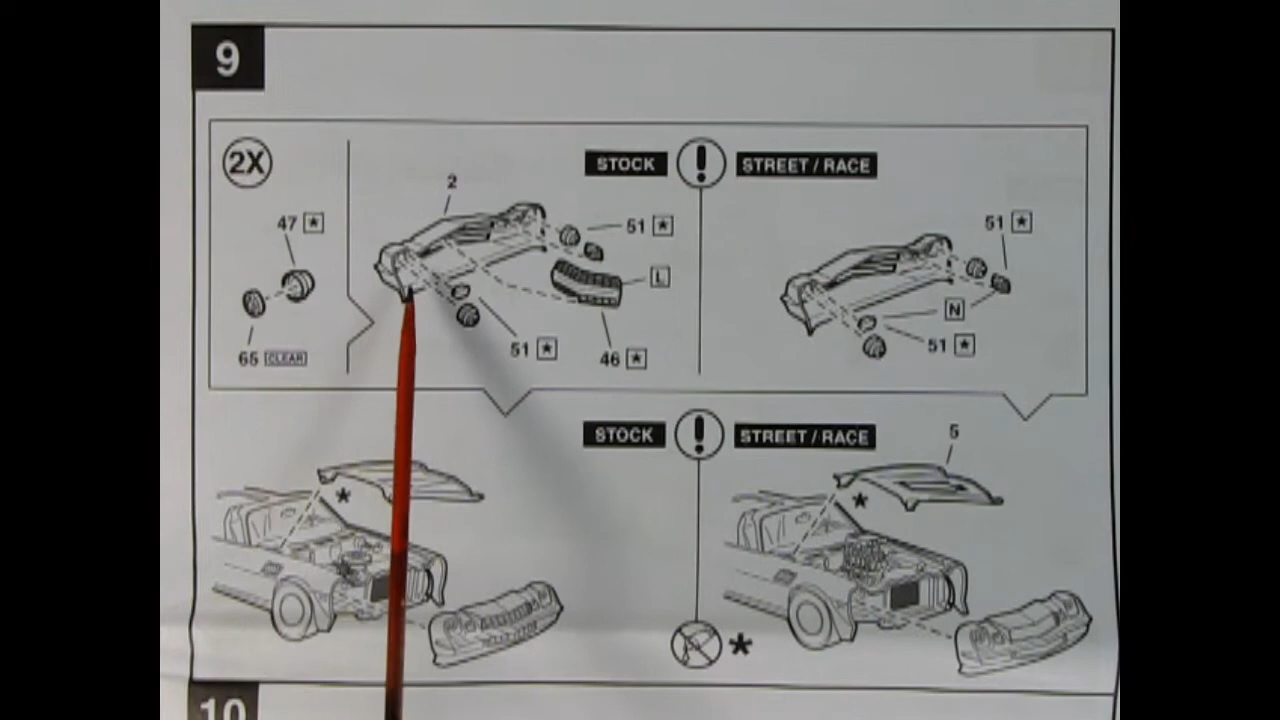 9
2X
STOCK
!
STREET / RACE
2
47 ★
51 ★
51 ★
L
N
65 CLEAR
51 ★
46 ★
51 ★
STOCK
!
STREET / RACE
5
*
*
*
10